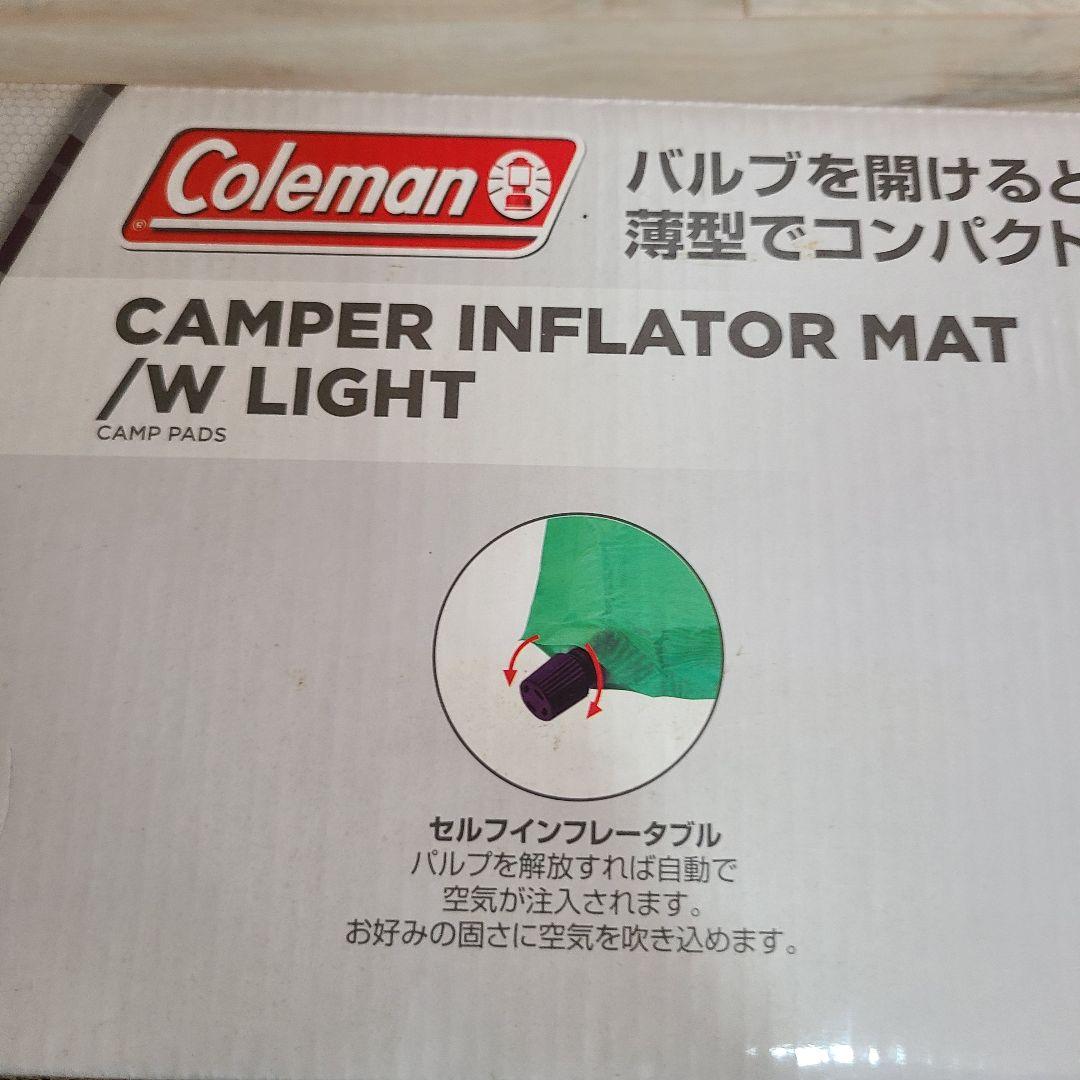 Coleman
®
バルブを開けると
薄型でコンパクト
CAMPER INFLATOR MAT
/W LIGHT
CAMP PADS
セルフインフレータブル
バルブを解放すれば自動で
空気が注入されます。
お好みの固さに空気を吹き込めます。